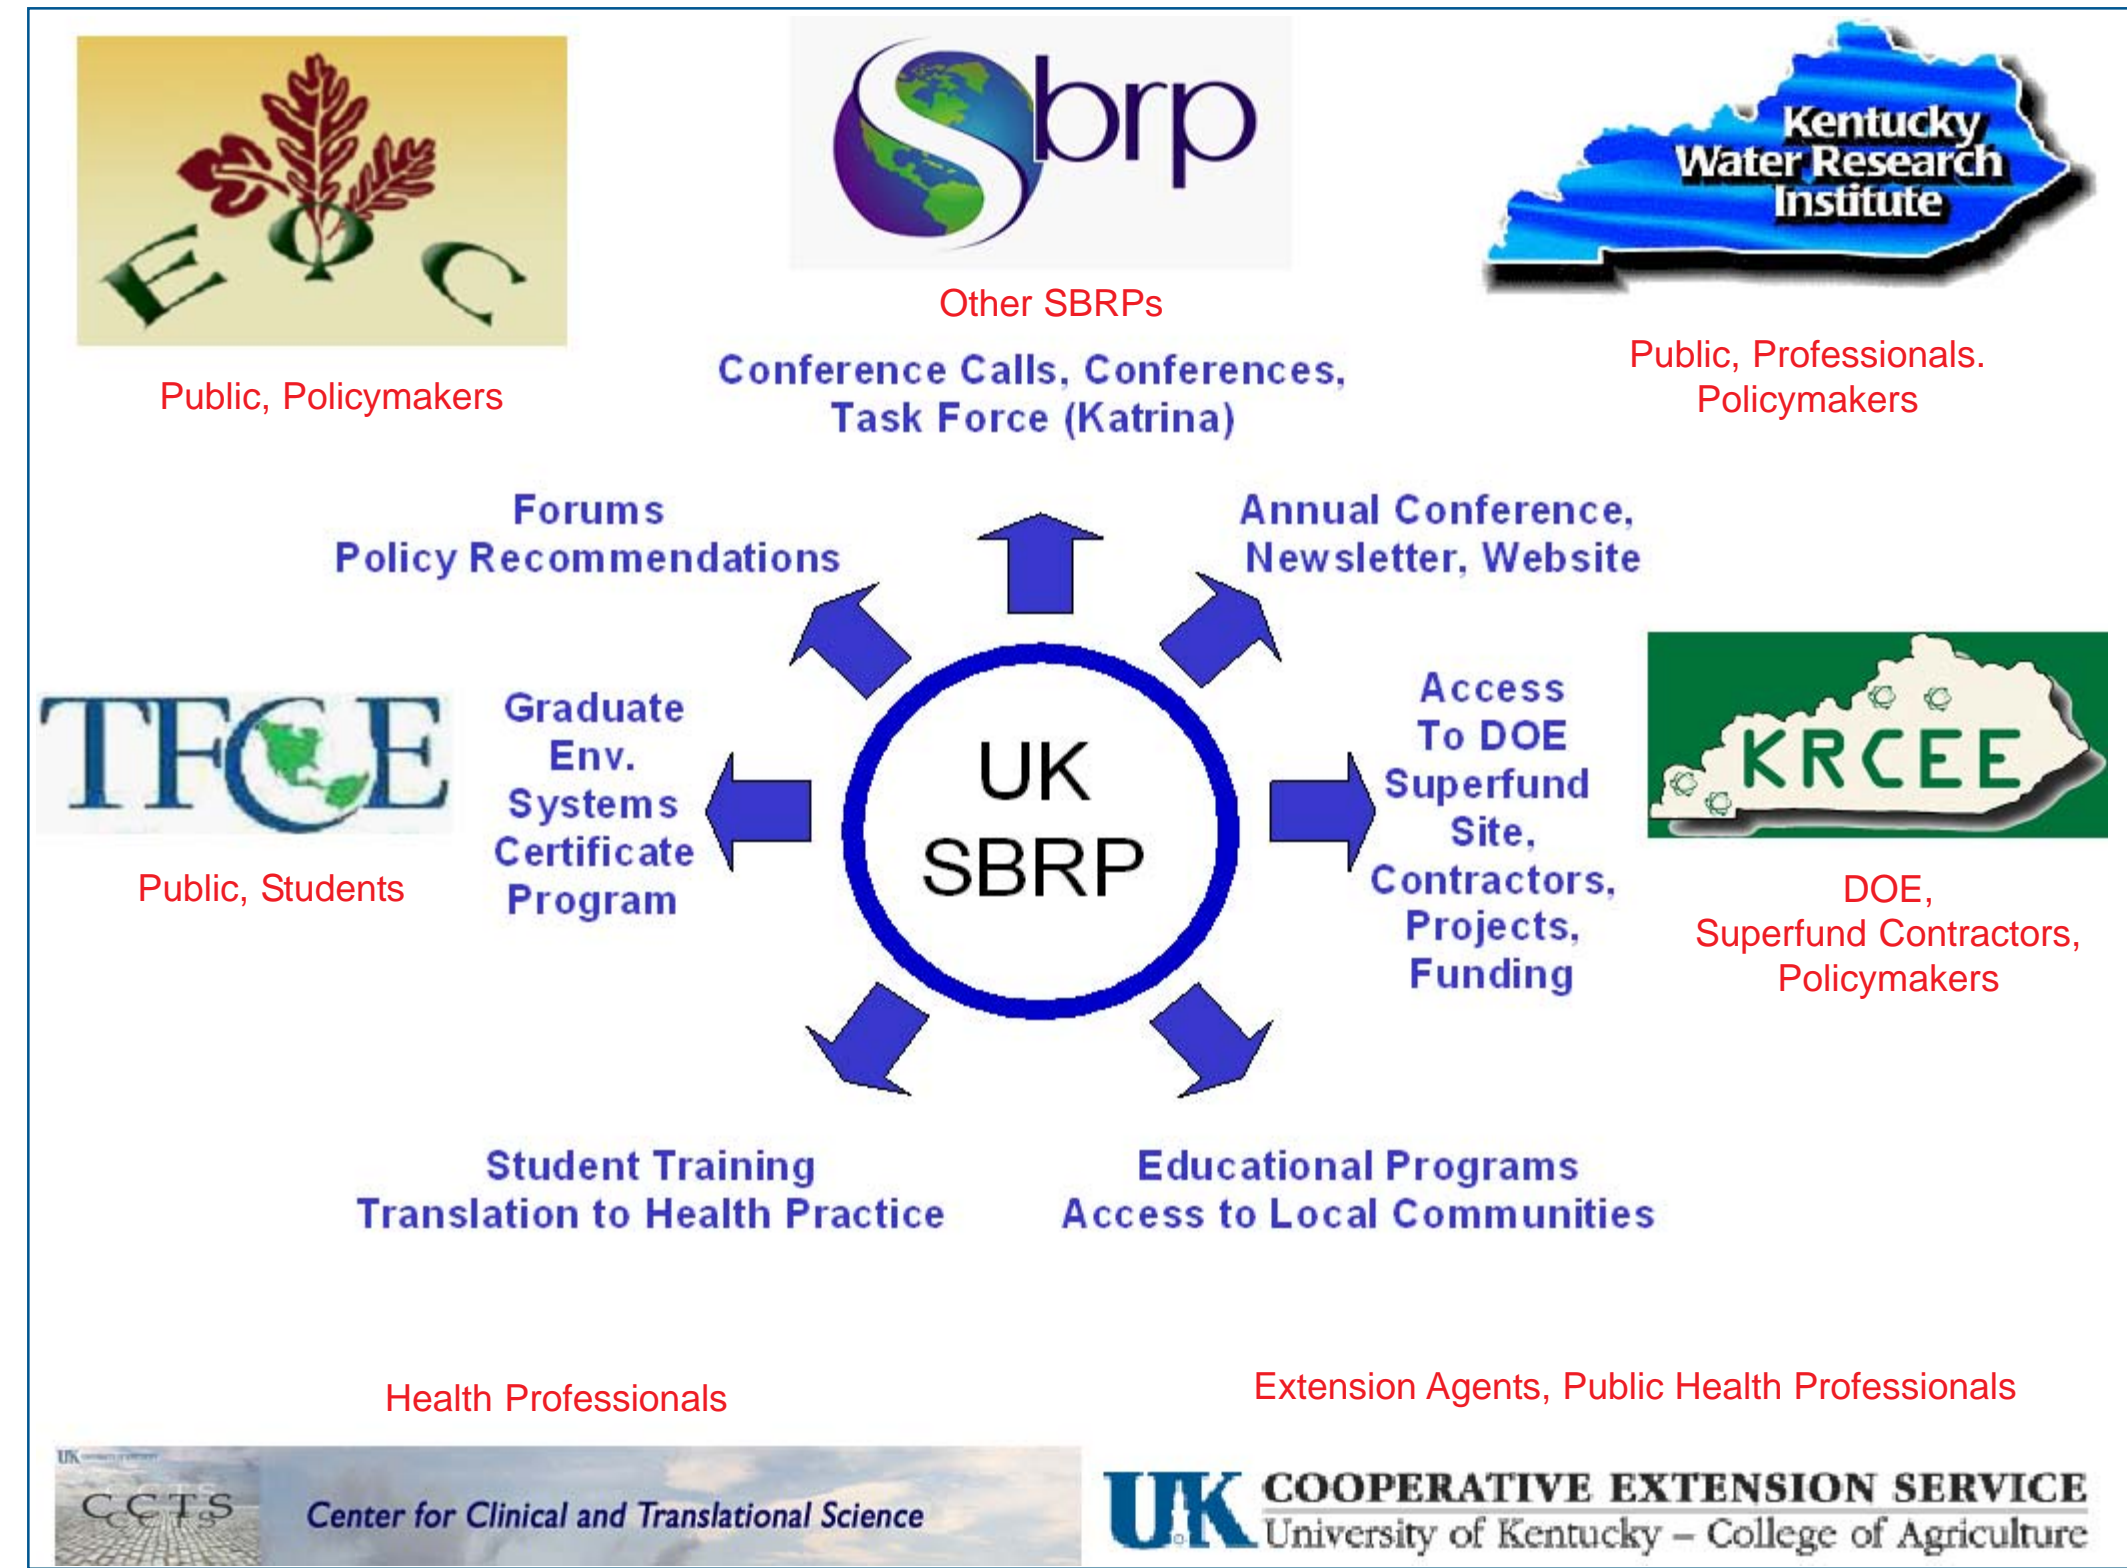 EQC
Sbrp
Kentucky
Water Research
Institute
Other SBRPs
Public, Policymakers
Conference Calls, Conferences,
Task Force (Katrina)
Public, Professionals.
Policymakers
Forums
Policy Recommendations
Annual Conference,
Newsletter, Website
TFCE
Public, Students
Graduate
Env.
Systems
Certificate
Program
UK
SBRP
Access
To DOE
Superfund
Site,
Contractors,
Projects,
Funding
KRCEE
DOE,
Superfund Contractors,
Policymakers
Student Training
Translation to Health Practice
Educational Programs
Access to Local Communities
Health Professionals
Extension Agents, Public Health Professionals
UK
CCTS
Center for Clinical and Translational Science
UK COOPERATIVE EXTENSION SERVICE
University of Kentucky – College of Agriculture